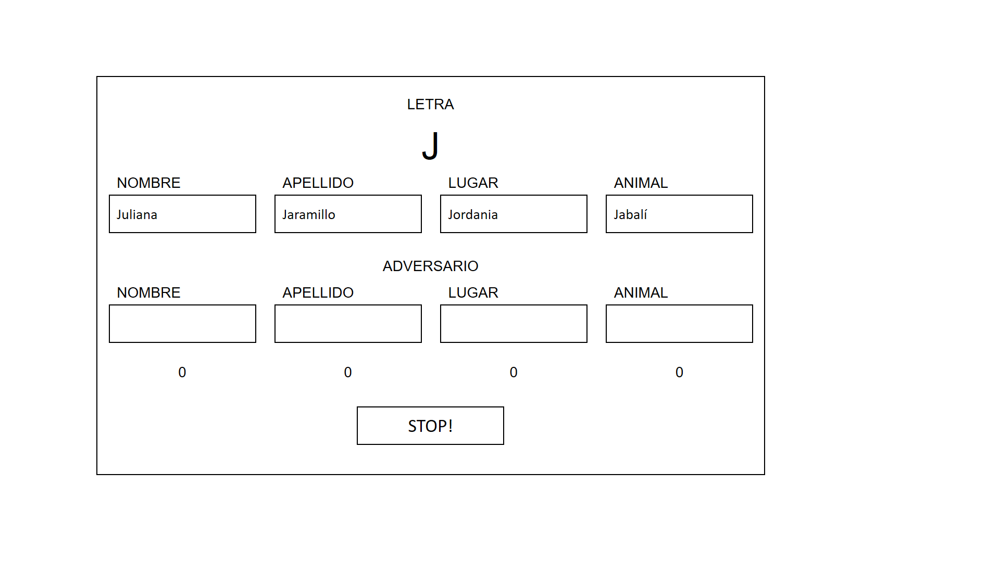 LETRA
J
NOMBRE APELLIDO LUGAR ANIMAL
Juliana Jaramillo Jordania Jabalí
ADVERSARIO
NOMBRE APELLIDO LUGAR ANIMAL
0 0 0 0
STOP!